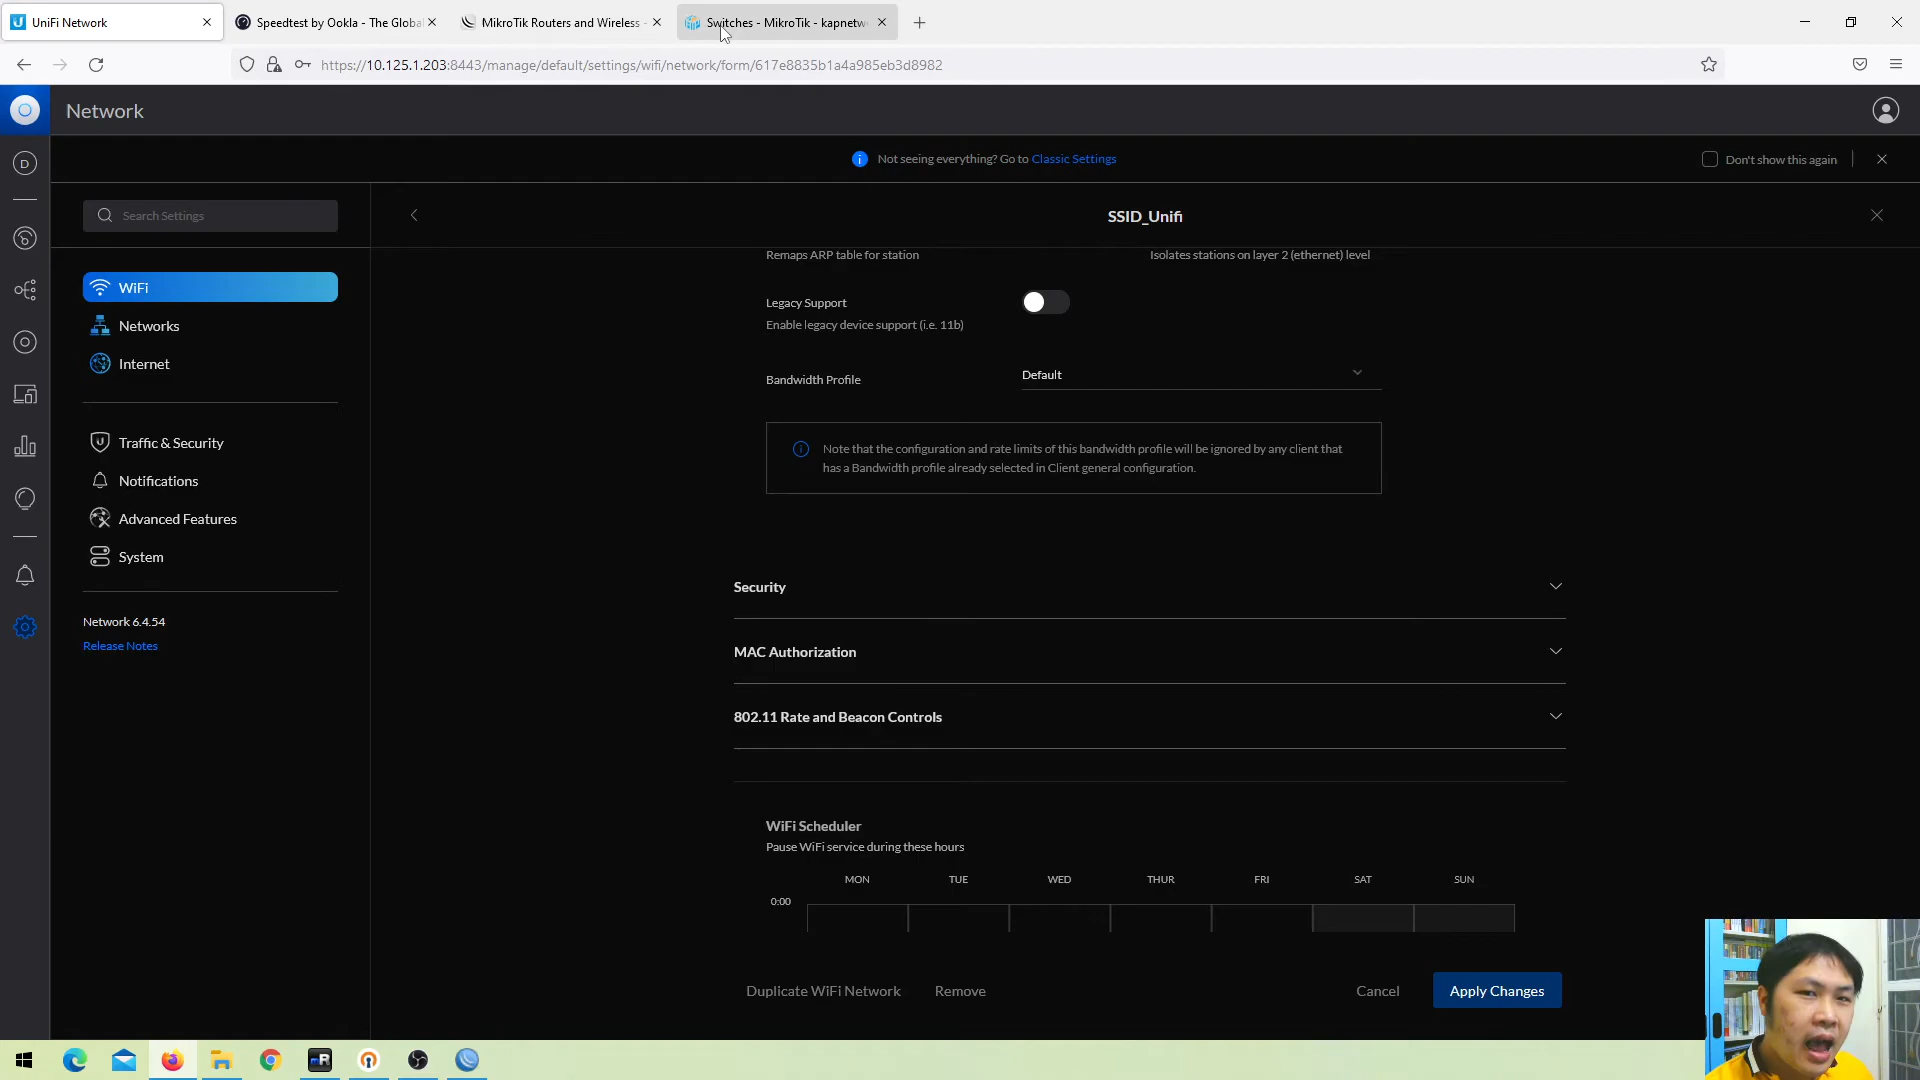 UniFi Network
Speedtest by Ookla - The Global
MikroTik Routers and Wireless -
Switches - MikroTik - kapnetw
https://10.125.1.203:8443/manage/default/settings/wifi/network/form/617e8835b1a4a985eb3d8982
Network
D
Not seeing everything? Go to Classic Settings
Don't show this again
Search Settings
SSID_Unifi
Remaps ARP table for station
Isolates stations on layer 2 (ethernet) level
WiFi
Networks
Internet
Traffic & Security
Notifications
Advanced Features
System
Network 6.4.54
Release Notes
Legacy Support
Enable legacy device support (i.e. 11b)
Bandwidth Profile
Default
Note that the configuration and rate limits of this bandwidth profile will be ignored by any client that
has a Bandwidth profile already selected in Client general configuration.
Security
MAC Authorization
802.11 Rate and Beacon Controls
WiFi Scheduler
Pause WiFi service during these hours
MON TUE WED THUR FRI SAT SUN
0:00
Duplicate WiFi Network
Remove
Cancel
Apply Changes